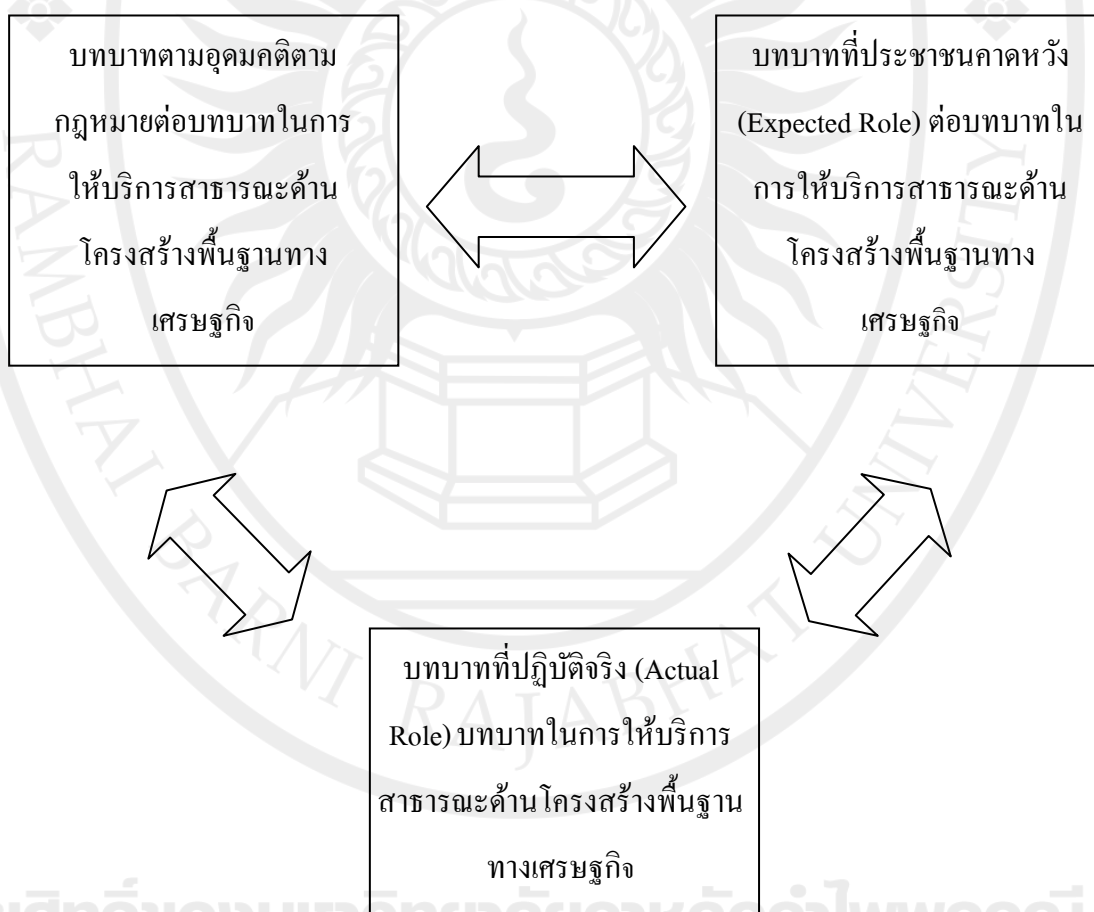 บทบาทตามอุดมคติตาม
กฎหมายต่อบทบาทในการ
ให้บริการสาธารณะด้าน
โครงสร้างพื้นฐานทาง
เศรษฐกิจ
บทบาทที่ประชาชนคาดหวัง
(Expected Role) ต่อบทบาทใน
การให้บริการสาธารณะด้าน
โครงสร้างพื้นฐานทาง
เศรษฐกิจ
บทบาทที่ปฏิบัติจริง (Actual
Role) บทบาทในการให้บริการ
สาธารณะด้านโครงสร้างพื้นฐาน
ทางเศรษฐกิจ
RAMBHAI BARNI RAJABHAT UNIVERSITY